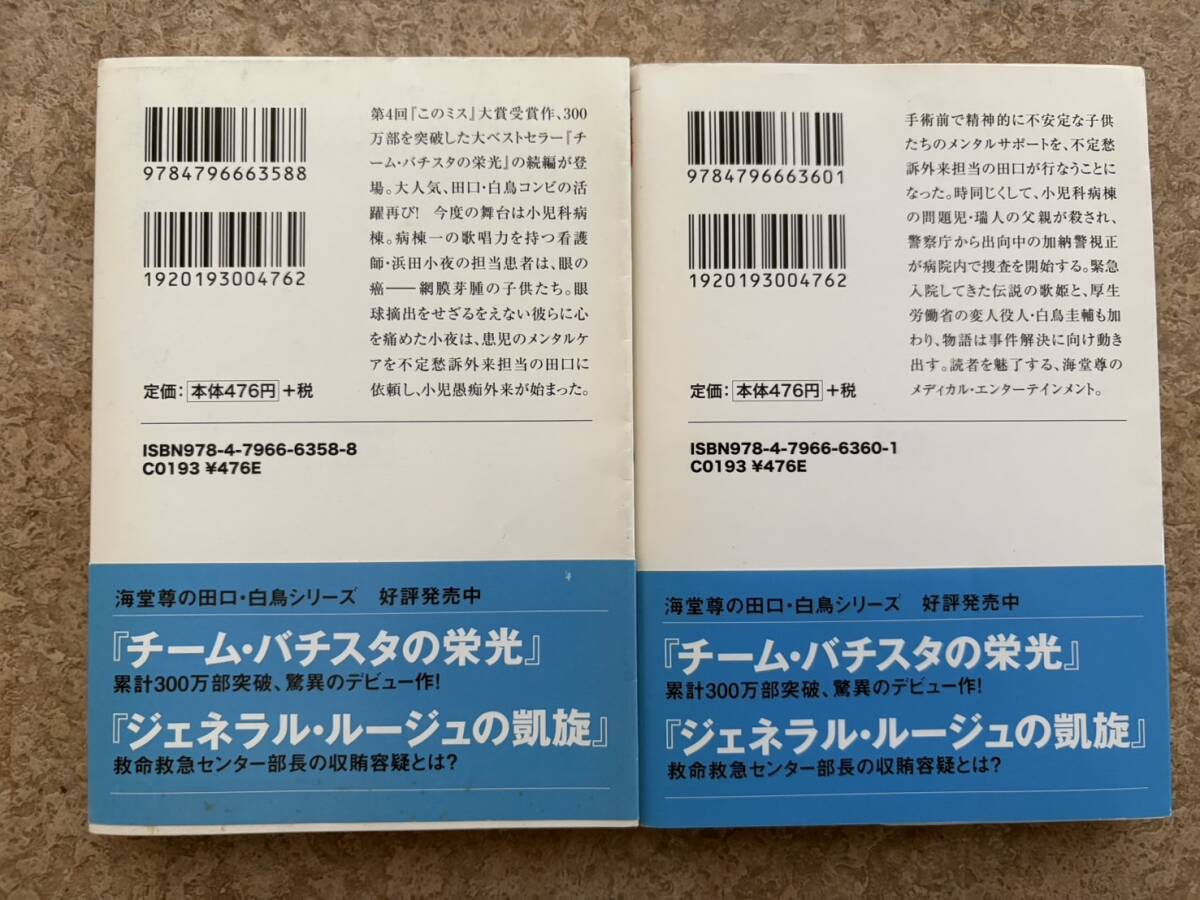 9784796663588
1920193004762
第4回『このミス』大賞受賞作、300
万部を突破した大ベストセラー『チ
ーム・バチスタの栄光』の続編が登
場。大人気、田口・白鳥コンビの活
躍再び! 今度の舞台は小児科病
棟。病棟一の歌唱力を持つ看護
師・浜田小夜の担当患者は、眼の
癌――網膜芽腫の子供たち。眼
球摘出をせざるをえない彼らに心
を痛めた小夜は、患児のメンタルケ
アを不定愁訴外来担当の田口に
依頼し、小児愚痴外来が始まった。
定価: 本体476円 +税
ISBN978-4-7966-6358-8
C0193 ¥476E
海堂尊の田口・白鳥シリーズ 好評発売中
『チーム・バチスタの栄光』
累計300万部突破、驚異のデビュー作!
『ジェネラル・ルージュの凱旋』
救命救急センター部長の収賄容疑とは?
9784796663601
1920193004762
手術前で精神的に不安定な子供
たちのメンタルサポートを、不定愁
訴外来担当の田口が行なうことに
なった。時同じくして、小児科病棟
の問題児・瑞人の父親が殺され、
警察庁から出向中の加納警視正
が病院内で捜査を開始する。緊急
入院してきた伝説の歌姫と、厚生
労働省の変人役人・白鳥圭輔も加
わり、物語は事件解決に向け動き
出す。読者を魅了する、海堂尊の
メディカル・エンターテインメント。
定価: 本体476円 +税
ISBN978-4-7966-6360-1
C0193 ¥476E
海堂尊の田口・白鳥シリーズ 好評発売中
『チーム・バチスタの栄光』
累計300万部突破、驚異のデビュー作!
『ジェネラル・ルージュの凱旋』
救命救急センター部長の収賄容疑とは?